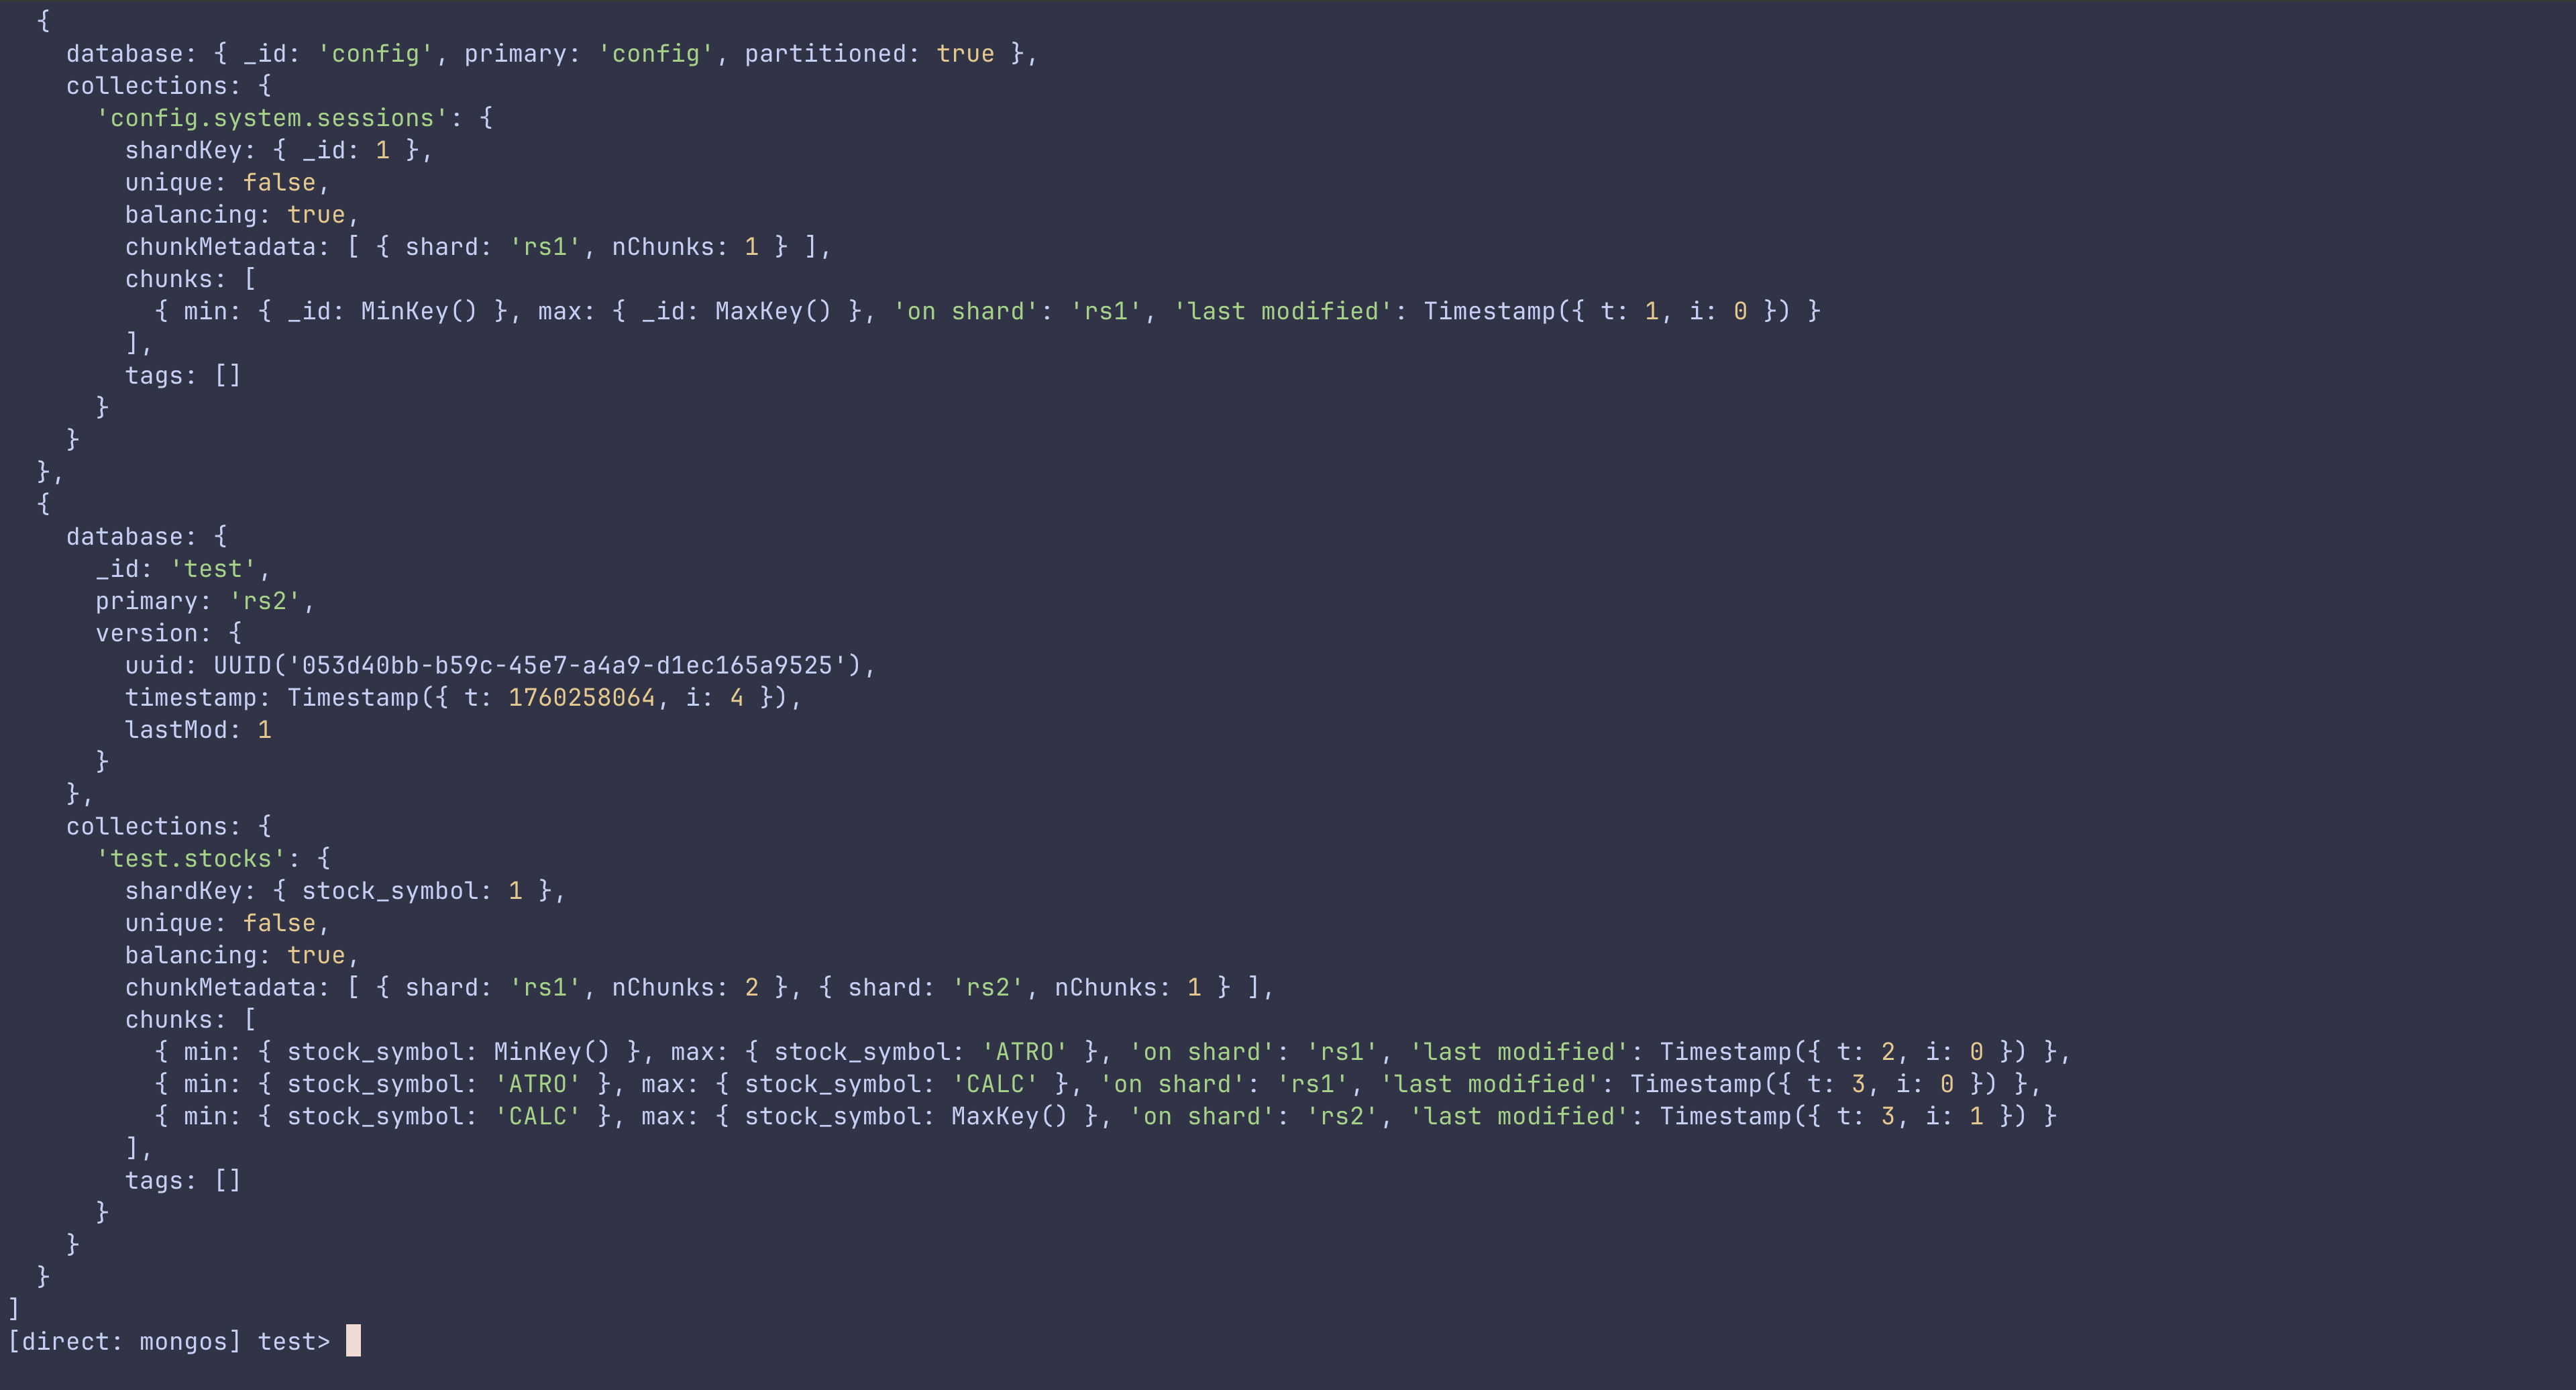 {
database: { _id: 'config', primary: 'config', partitioned: true },
collections: {
'config.system.sessions': {
shardKey: { _id: 1 },
unique: false,
balancing: true,
chunkMetadata: [ { shard: 'rs1', nChunks: 1 } ],
chunks: [
{ min: { _id: MinKey() }, max: { _id: MaxKey() }, 'on shard': 'rs1', 'last modified': Timestamp({ t: 1, i: 0 }) }
],
tags: []
}
}
},
{
database: {
_id: 'test',
primary: 'rs2',
version: {
uuid: UUID('053d40bb-b59c-45e7-a4a9-d1ec165a9525'),
timestamp: Timestamp({ t: 1760258064, i: 4 }),
lastMod: 1
}
},
collections: {
'test.stocks': {
shardKey: { stock_symbol: 1 },
unique: false,
balancing: true,
chunkMetadata: [ { shard: 'rs1', nChunks: 2 }, { shard: 'rs2', nChunks: 1 } ],
chunks: [
{ min: { stock_symbol: MinKey() }, max: { stock_symbol: 'ATRO' }, 'on shard': 'rs1', 'last modified': Timestamp({ t: 2, i: 0 }) },
{ min: { stock_symbol: 'ATRO' }, max: { stock_symbol: 'CALC' }, 'on shard': 'rs1', 'last modified': Timestamp({ t: 3, i: 0 }) },
{ min: { stock_symbol: 'CALC' }, max: { stock_symbol: MaxKey() }, 'on shard': 'rs2', 'last modified': Timestamp({ t: 3, i: 1 }) }
],
tags: []
}
}
}
]
[direct: mongos] test>